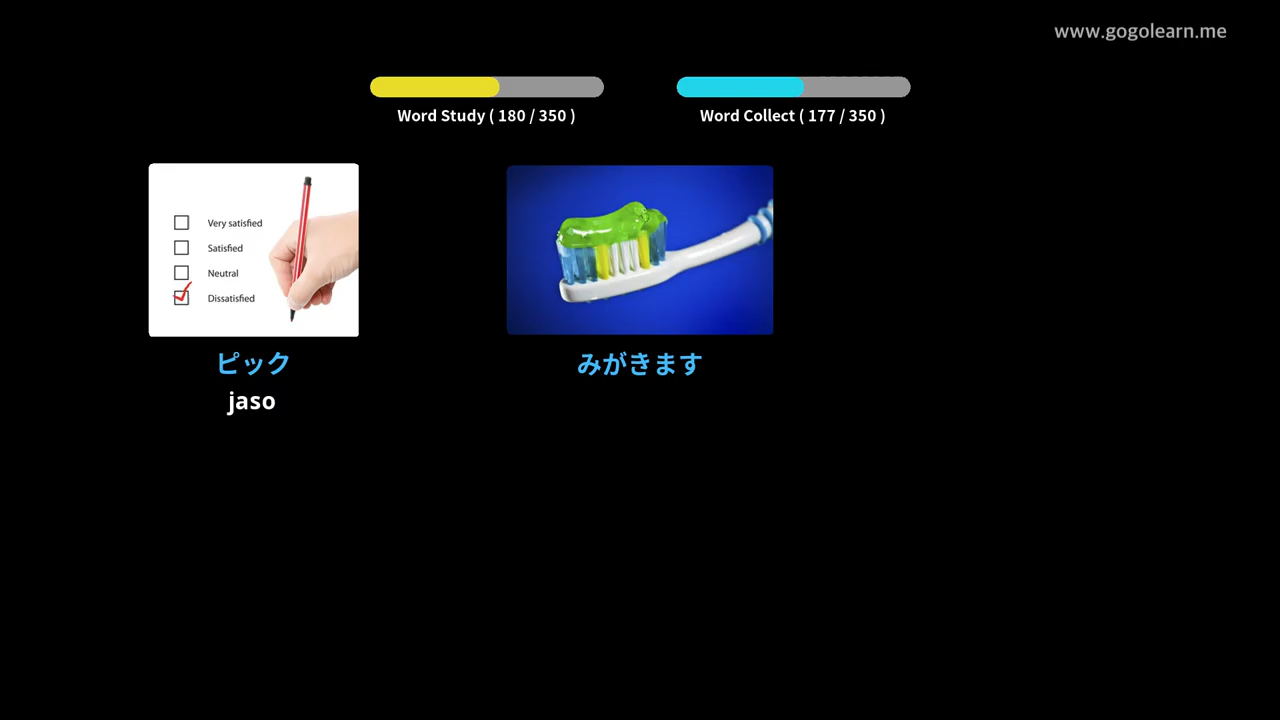 www.gogolearn.me
Word Study ( 180 / 350 )
Word Collect ( 177 / 350 )
Very satisfied
Satisfied
Neutral
Dissatisfied
ピック
jaso
みがきます